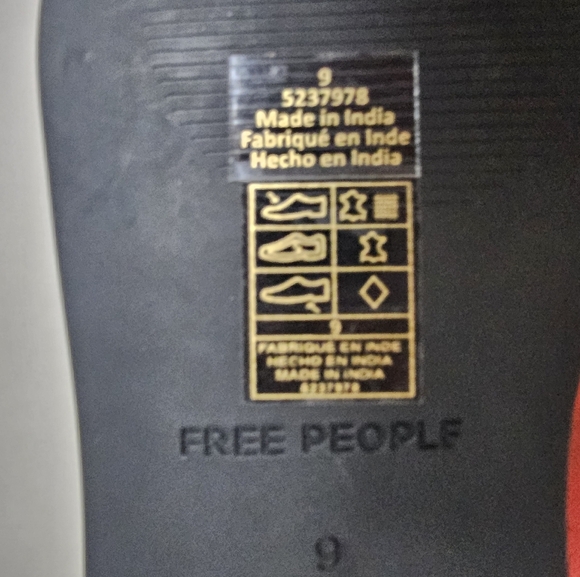 9
5237978
Made in India
Fabriqué en Inde
Hecho en India
9
FABRIQUE EN INDE
HECHO EN INDIA
MADE IN INDIA
5237978
FREE PEOPLE
9